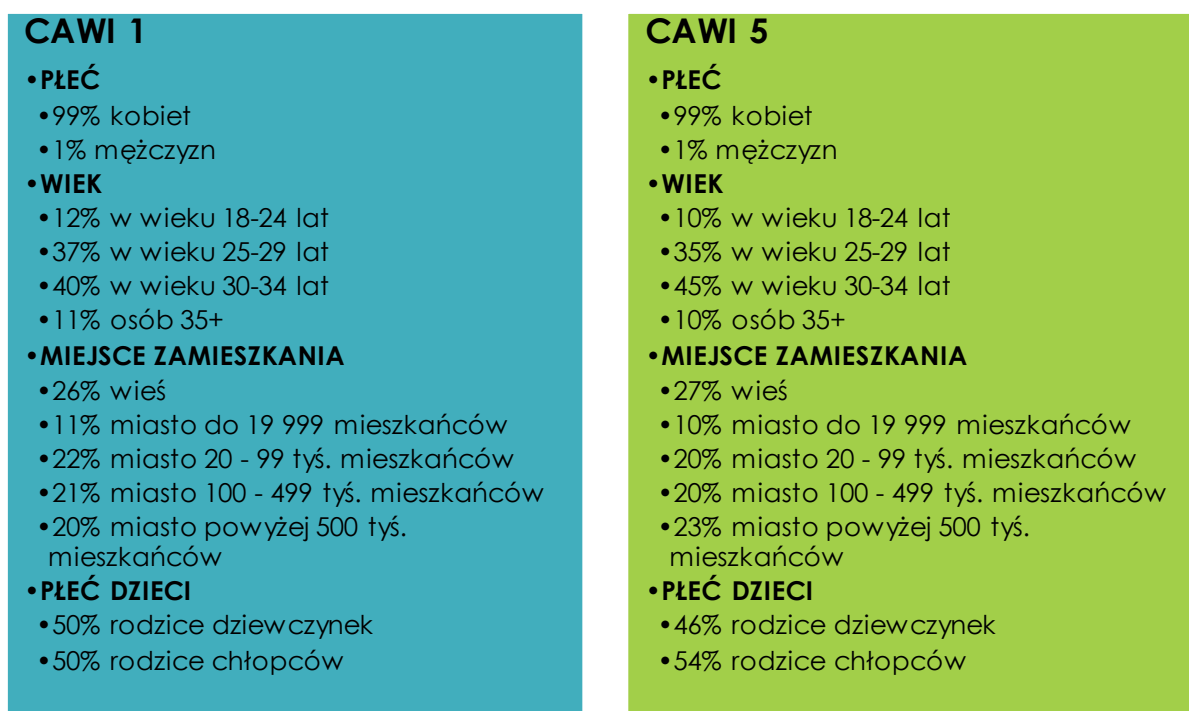 CAWI 1
•PŁEĆ
•99% kobiet
•1% mężczyzn
•WIEK
•12% w wieku 18-24 lat
•37% w wieku 25-29 lat
•40% w wieku 30-34 lat
•11% osób 35+
•MIEJSCE ZAMIESZKANIA
•26% wieś
•11% miasto do 19 999 mieszkańców
•22% miasto 20 - 99 tyś. mieszkańców
•21% miasto 100 - 499 tyś. mieszkańców
•20% miasto powyżej 500 tyś.
mieszkańców
•PŁEĆ DZIECI
•50% rodzice dziewczynek
•50% rodzice chłopców
CAWI 5
•PŁEĆ
•99% kobiet
•1% mężczyzn
•WIEK
•10% w wieku 18-24 lat
•35% w wieku 25-29 lat
•45% w wieku 30-34 lat
•10% osób 35+
•MIEJSCE ZAMIESZKANIA
•27% wieś
•10% miasto do 19 999 mieszkańców
•20% miasto 20 - 99 tyś. mieszkańców
•20% miasto 100 - 499 tyś. mieszkańców
•23% miasto powyżej 500 tyś.
mieszkańców
•PŁEĆ DZIECI
•46% rodzice dziewczynek
•54% rodzice chłopców